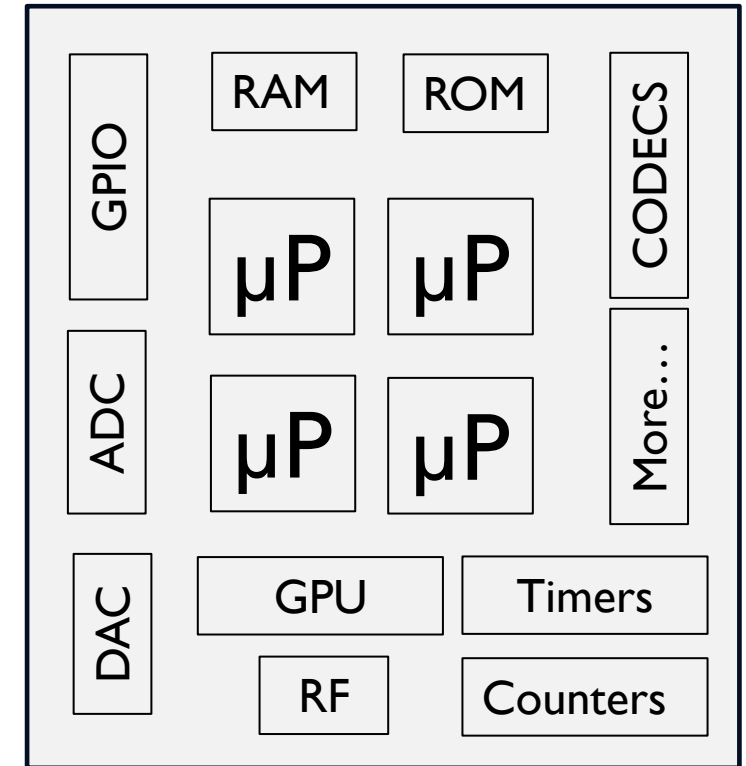 GPIO
RAM
ROM
CODECS
µP
µP
ADC
µP
µP
More...
DAC
GPU
Timers
RF
Counters